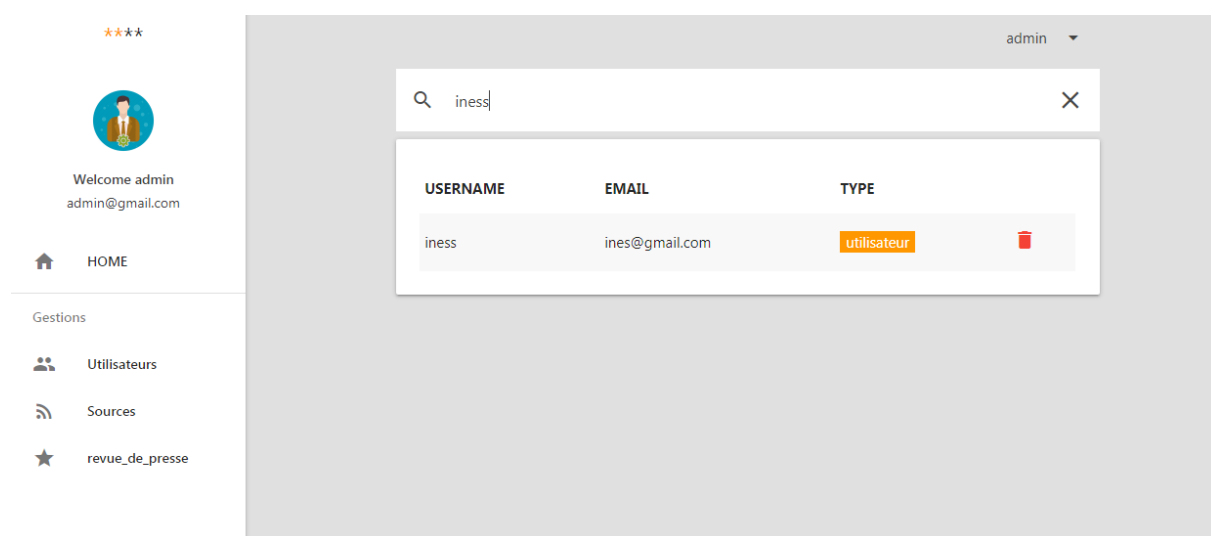 ****
Welcome admin
admin@gmail.com
HOME
Gestions
Utilisateurs
Sources
revue_de_presse
admin
iness
USERNAME EMAIL TYPE
iness ines@gmail.com utilisateur